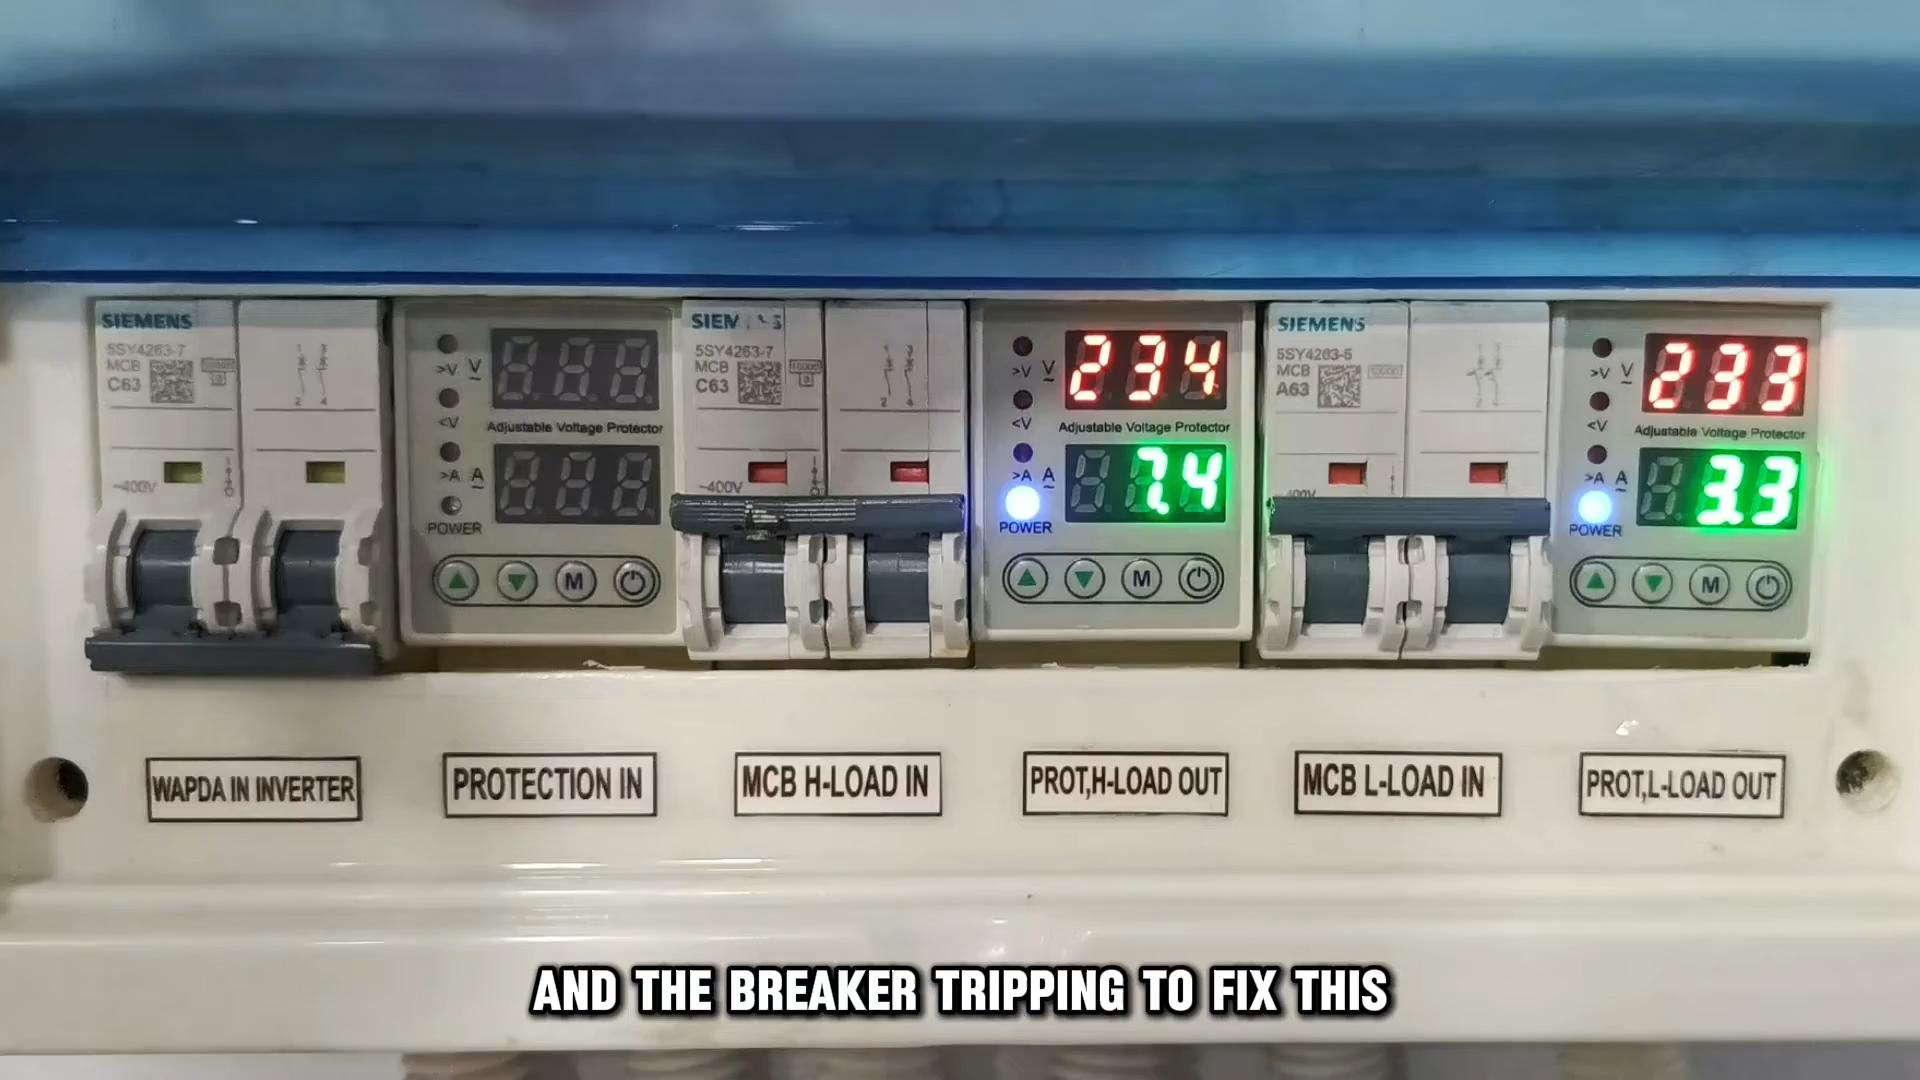 SIEMENS
5SY4263-7
MCB
C63
~400V
>V V
<V
Adjustable Voltage Protector
>A A
POWER
M
SIEMENS
5SY4263-7
MCB
C63
~400V
234
>V V
<V
Adjustable Voltage Protector
7.4
>A A
POWER
M
SIEMENS
5SY4263-5
MCB
A63
400V
233
>V V
<V
Adjustable Voltage Protector
3.3
>A A
POWER
M
WAPDA IN INVERTER
PROTECTION IN
MCB H-LOAD IN
PROT,H-LOAD OUT
MCB L-LOAD IN
PROT,L-LOAD OUT
AND THE BREAKER TRIPPING TO FIX THIS